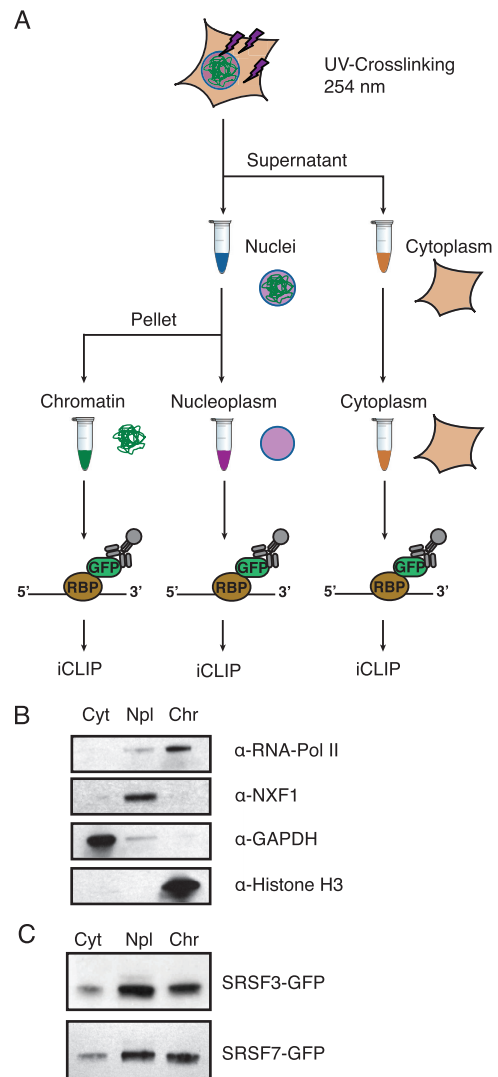 A
UV-Crosslinking
254 nm
Supernatant
Nuclei
Cytoplasm
Pellet
Chromatin
Nucleoplasm
Cytoplasm
GFP
GFP
GFP
5’ RBP 3’
5’ RBP 3’
5’ RBP 3’
iCLIP
iCLIP
iCLIP
B
Cyt Npl Chr
α-RNA-Pol II
α-NXF1
α-GAPDH
α-Histone H3
C
Cyt Npl Chr
SRSF3-GFP
SRSF7-GFP